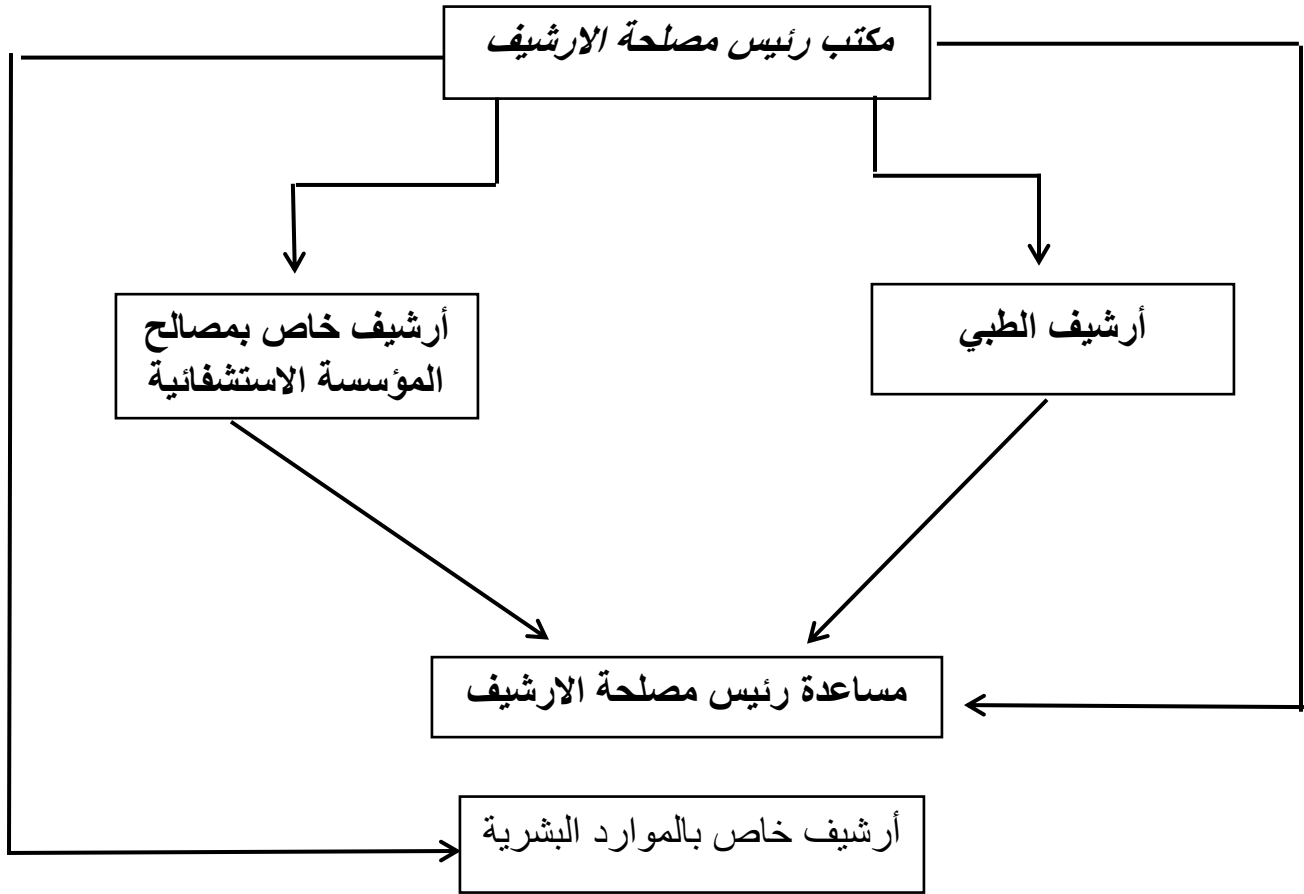 مكتب رئيس مصلحة الارشيف
أرشيف الطبي
أرشيف خاص بمصالح
المؤسسة الاستشفائية
مساعدة رئيس مصلحة الارشيف
أرشيف خاص بالموارد البشرية